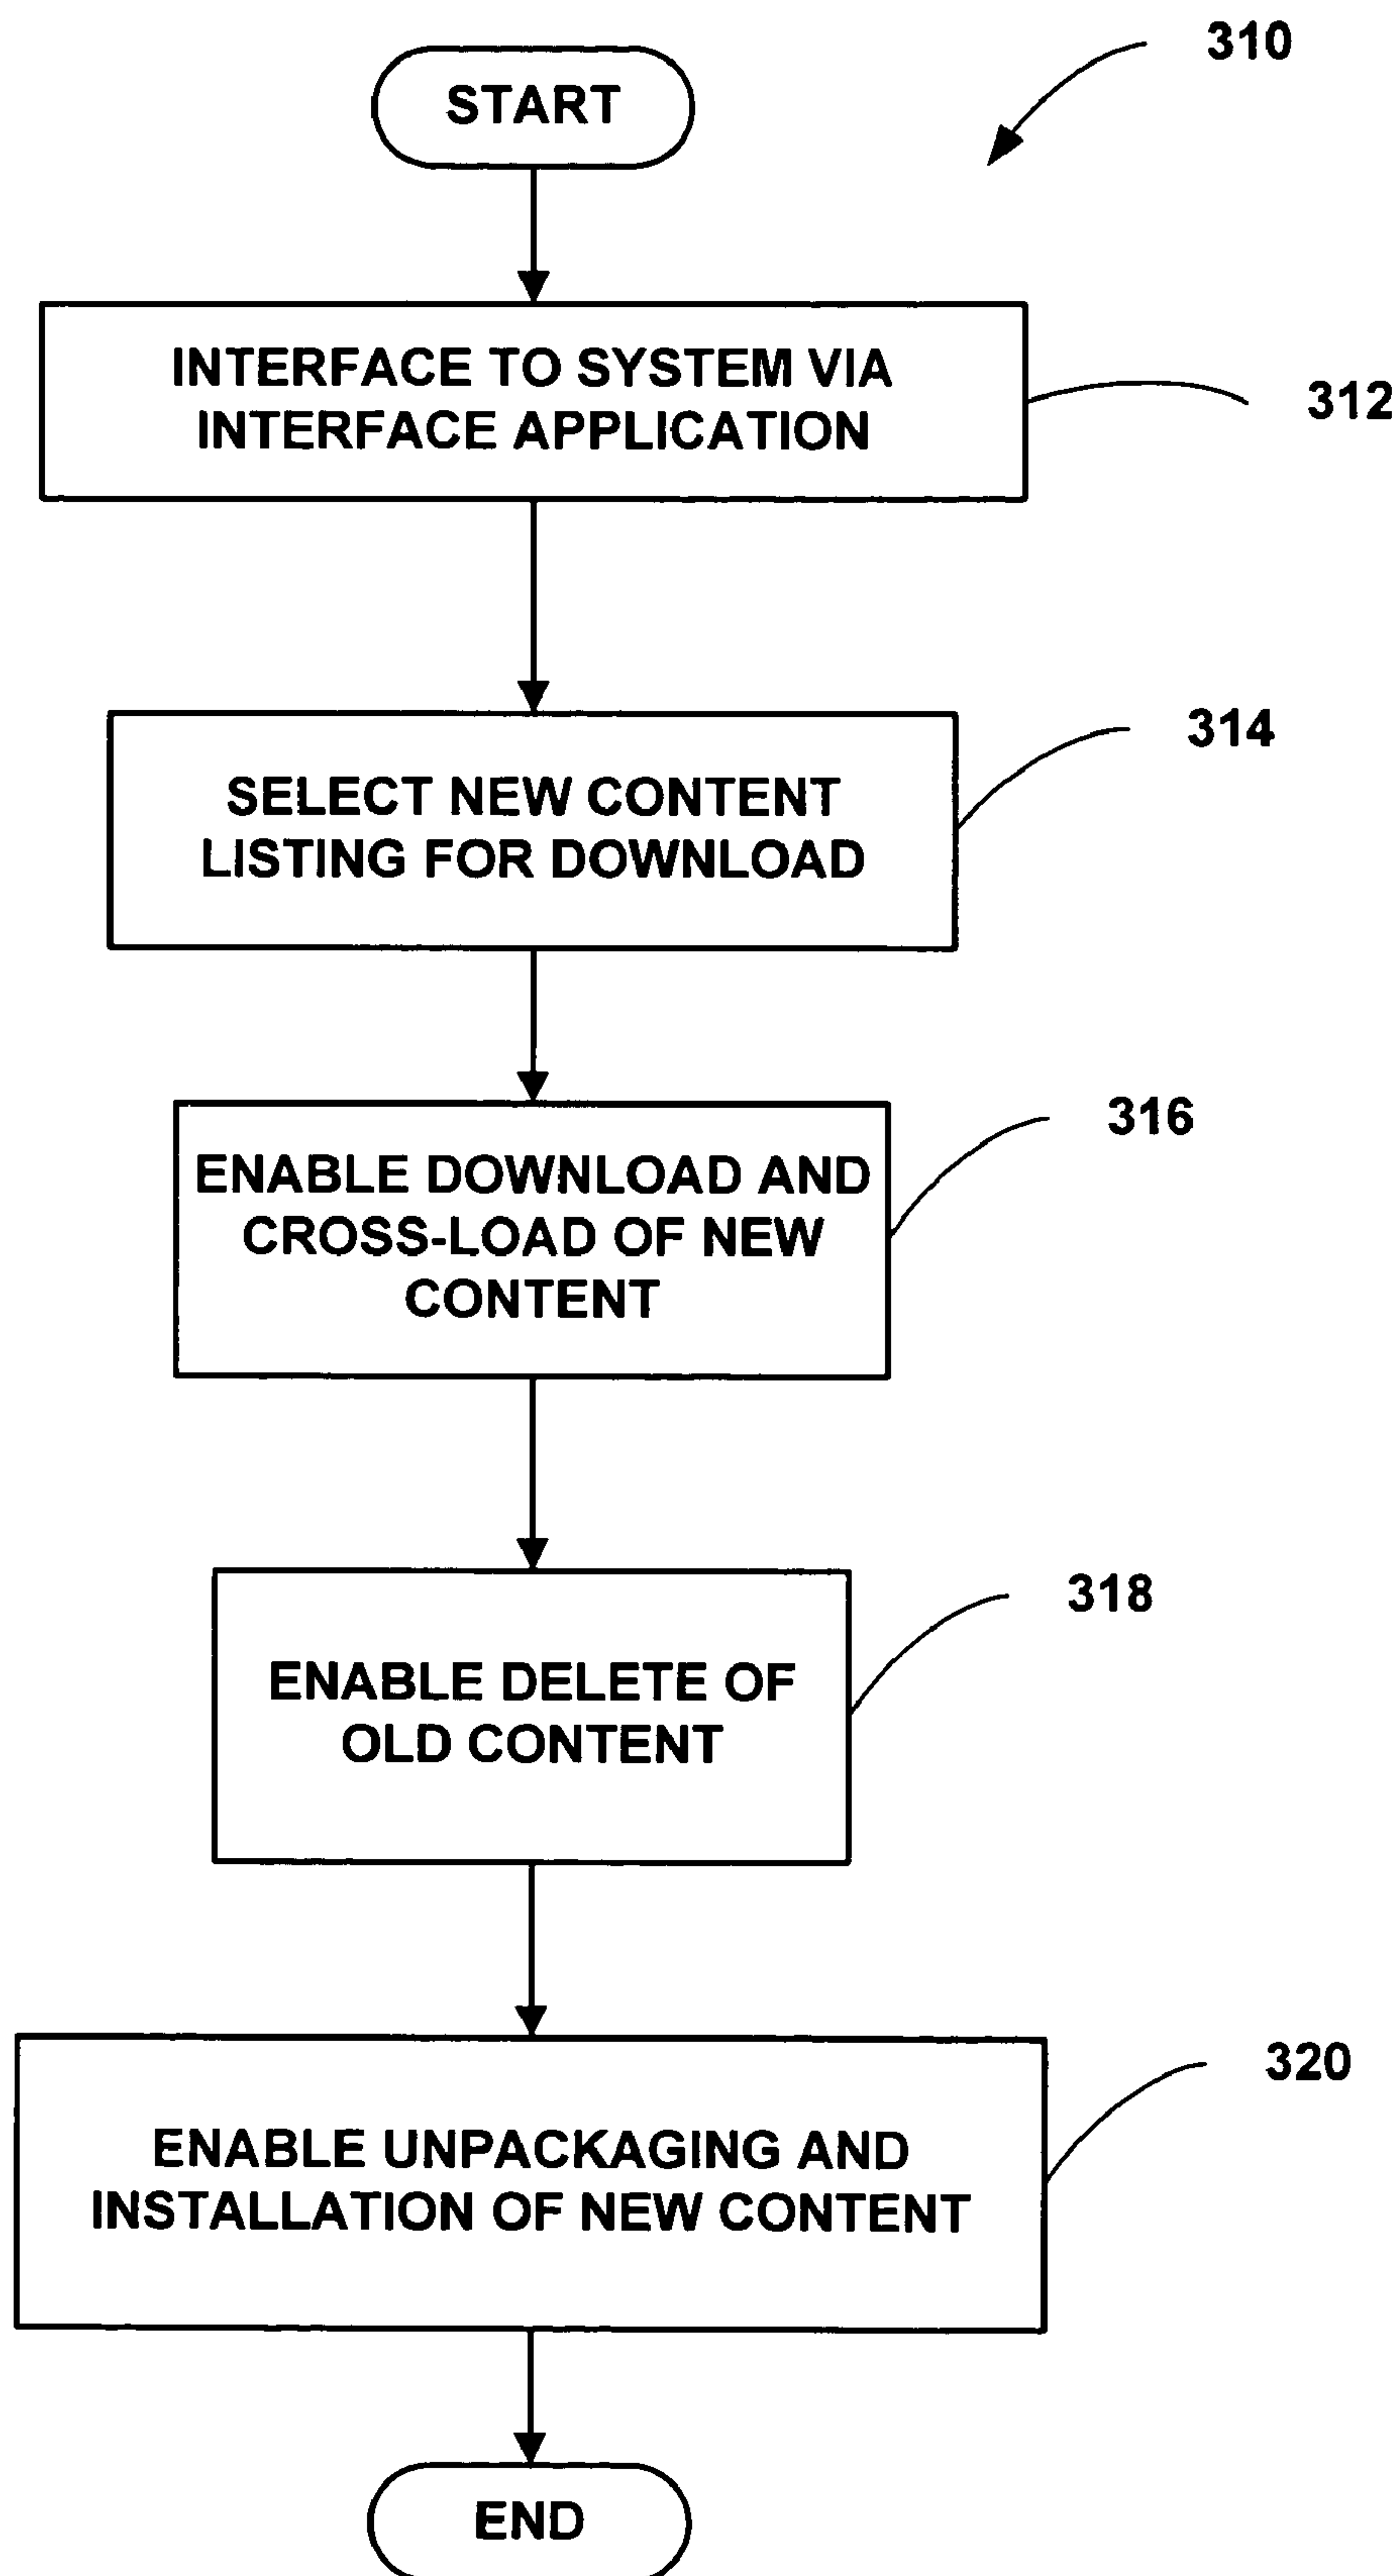 310
START
INTERFACE TO SYSTEM VIA
INTERFACE APPLICATION
312
SELECT NEW CONTENT
LISTING FOR DOWNLOAD
314
ENABLE DOWNLOAD AND
CROSS-LOAD OF NEW
CONTENT
316
ENABLE DELETE OF
OLD CONTENT
318
ENABLE UNPACKAGING AND
INSTALLATION OF NEW CONTENT
320
END